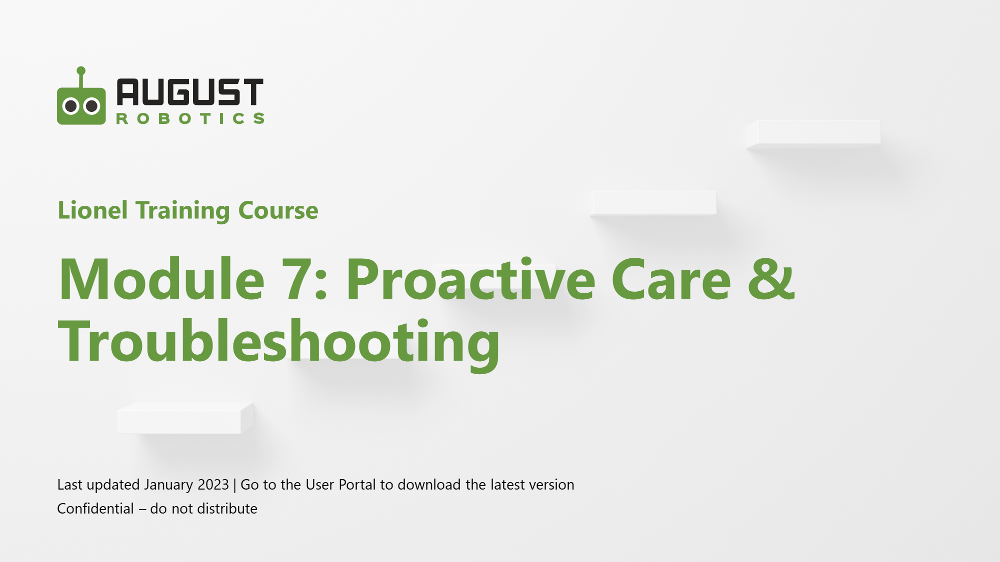 AUGUST
ROBOTICS
Lionel Training Course
Module 7: Proactive Care &
Troubleshooting
Last updated January 2023 | Go to the User Portal to download the latest version
Confidential – do not distribute